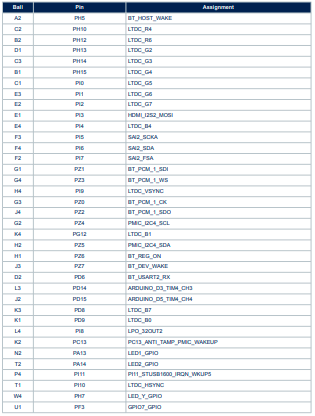 Ball Pin Assignment
A2 PH5 BT_HOST_WAKE
C2 PH10 LTDC_R4
B2 PH12 LTDC_R6
D1 PH13 LTDC_G2
C3 PH14 LTDC_G3
B1 PH15 LTDC_G4
C1 PI0 LTDC_G5
E3 PI1 LTDC_G6
E2 PI2 LTDC_G7
E1 PI3 HDMI_I2S2_MOSI
E4 PI4 LTDC_B4
F3 PI5 SAI2_SCKA
F4 PI6 SAI2_SDA
F2 PI7 SAI2_FSA
G1 PZ1 BT_PCM_1_SDI
G4 PZ3 BT_PCM_1_WS
H4 PI9 LTDC_VSYNC
G3 PZ0 BT_PCM_1_CK
J4 PZ2 BT_PCM_1_SDO
G2 PZ4 PMIC_I2C4_SCL
K4 PG12 LTDC_B1
H2 PZ5 PMIC_I2C4_SDA
H1 PZ6 BT_REG_ON
J3 PZ7 BT_DEV_WAKE
D2 PD6 BT_USART2_RX
L3 PD14 ARDUINO_D3_TIM4_CH3
J2 PD15 ARDUINO_D5_TIM4_CH4
K3 PD8 LTDC_B7
K1 PD9 LTDC_B0
L4 PI8 LPO_32OUT2
K2 PC13 PC13_ANTI_TAMP_PMIC_WAKEUP
N2 PA13 LED1_GPIO
T2 PA14 LED2_GPIO
P4 PI11 PI11_STUSB1600_IRQN_WKUP5
T1 PI10 LTDC_HSYNC
W4 PH7 LED_Y_GPIO
U1 PF3 GPIO7_GPIO